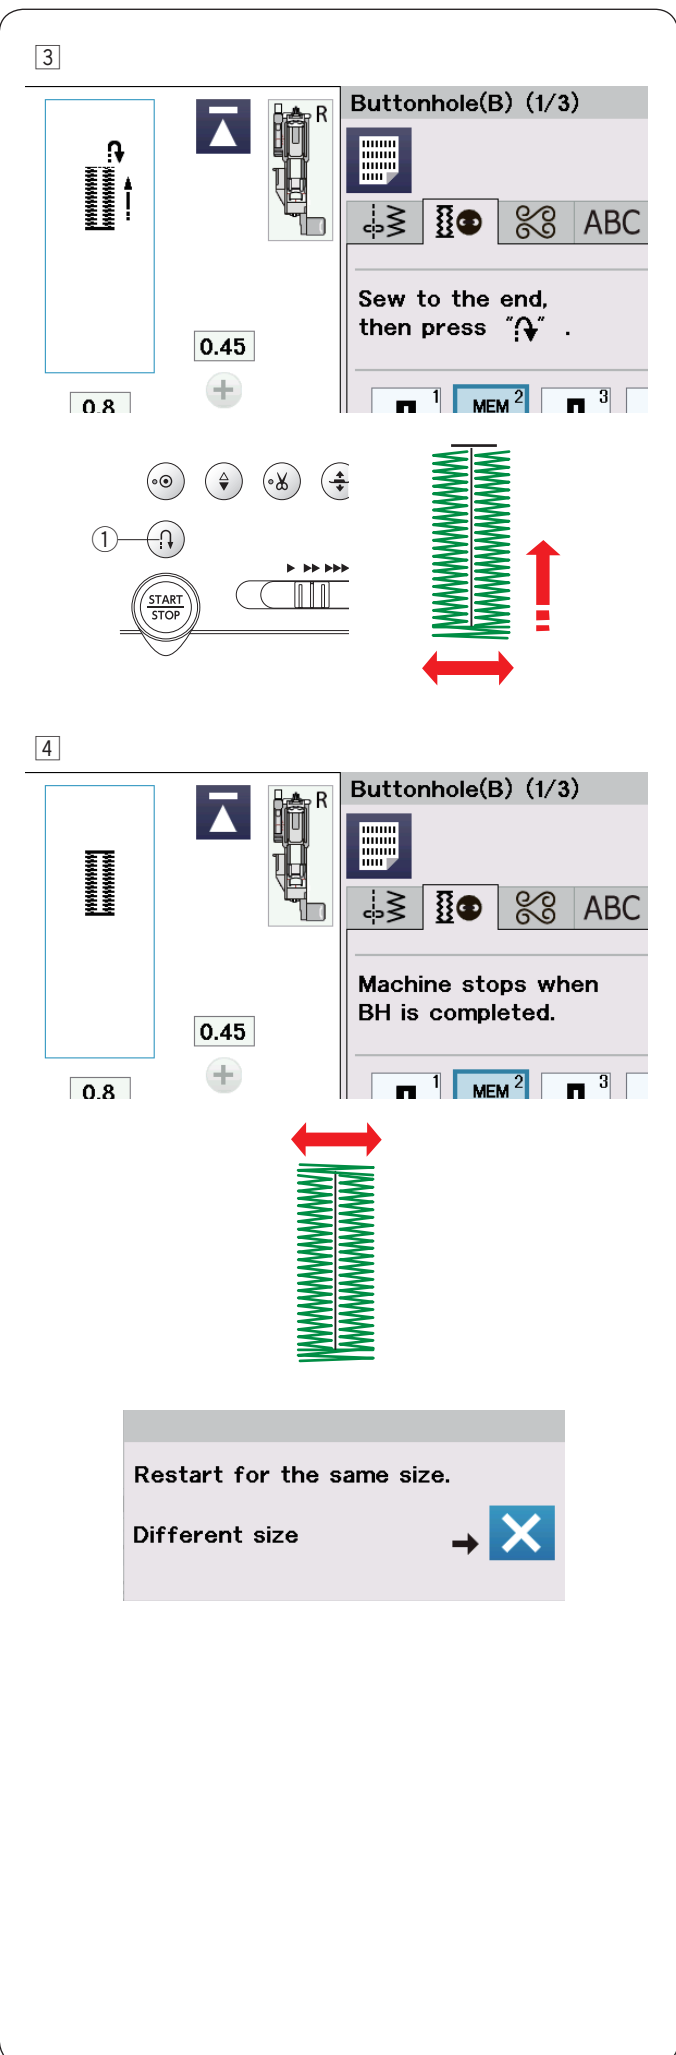 3
R
Buttonhole(B) (1/3)
ABC
Sew to the end,
then press " ".
0.45
0.8
1
MEM 2
3
1
START
STOP
4
R
Buttonhole(B) (1/3)
ABC
Machine stops when
BH is completed.
0.45
0.8
1
MEM 2
3
Restart for the same size.
Different size